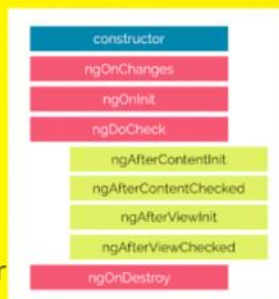 constructor
ngOnChanges
ngOnInit
ngDoCheck
ngAfterContentInit
ngAfterContentChecked
ngAfterViewInit
ngAfterViewChecked
r
ngOnDestroy